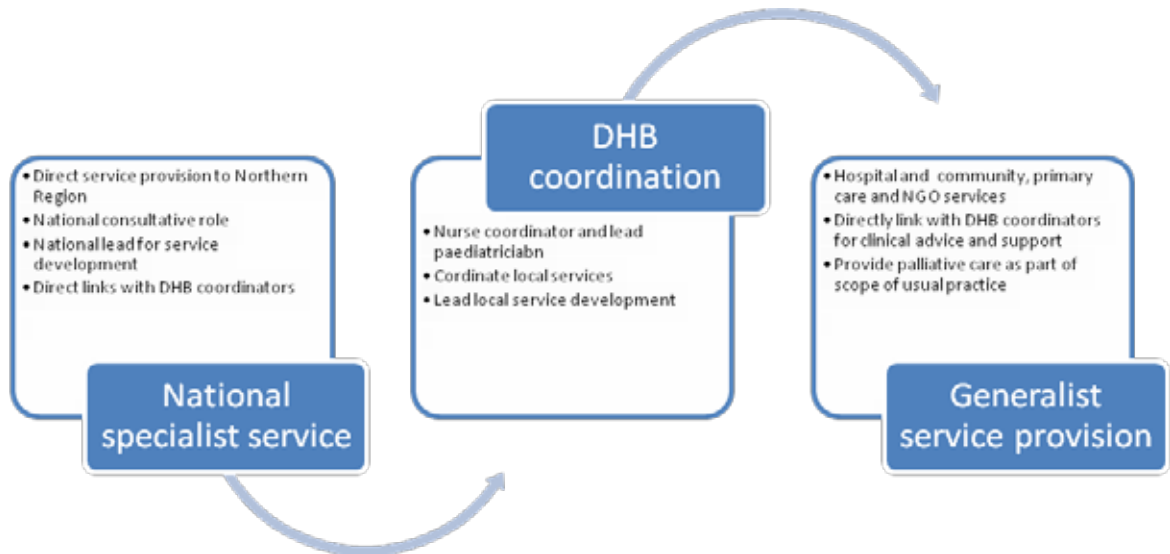 • Direct service provision to Northern
Region
• National consultative role
• National lead for service
development
• Direct links with DHB coordinators
National
specialist service
DHB
coordination
• Nurse coordinator and lead
paediatriciabn
• Cordinate local services
• Lead local service development
• Hospital and community, primary
care and NGO services
• Directly link with DHB coordinators
for clinical advice and support
• Provide palliative care as part of
scope of usual practice
Generalist
service provision